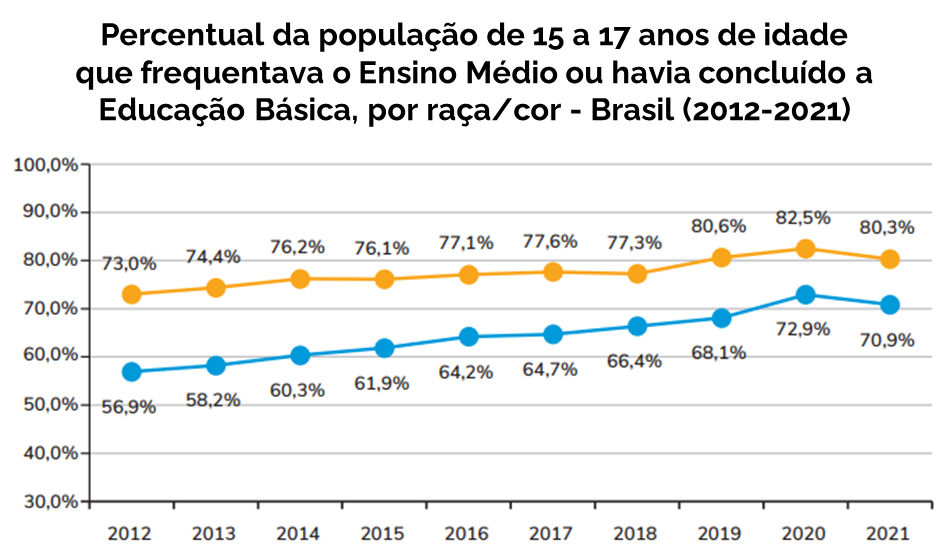 Percentual da população de 15 a 17 anos de idade
que frequentava o Ensino Médio ou havia concluído a
Educação Básica, por raça/cor - Brasil (2012-2021)
100,0%
90,0%
80,0%
70,0%
60,0%
50,0%
40,0%
30,0%
73,0% 74,4% 76,2% 76,1% 77,1% 77,6% 77,3% 80,6% 82,5% 80,3%
56,9% 58,2% 60,3% 61,9% 64,2% 64,7% 66,4% 68,1% 72,9% 70,9%
2012 2013 2014 2015 2016 2017 2018 2019 2020 2021